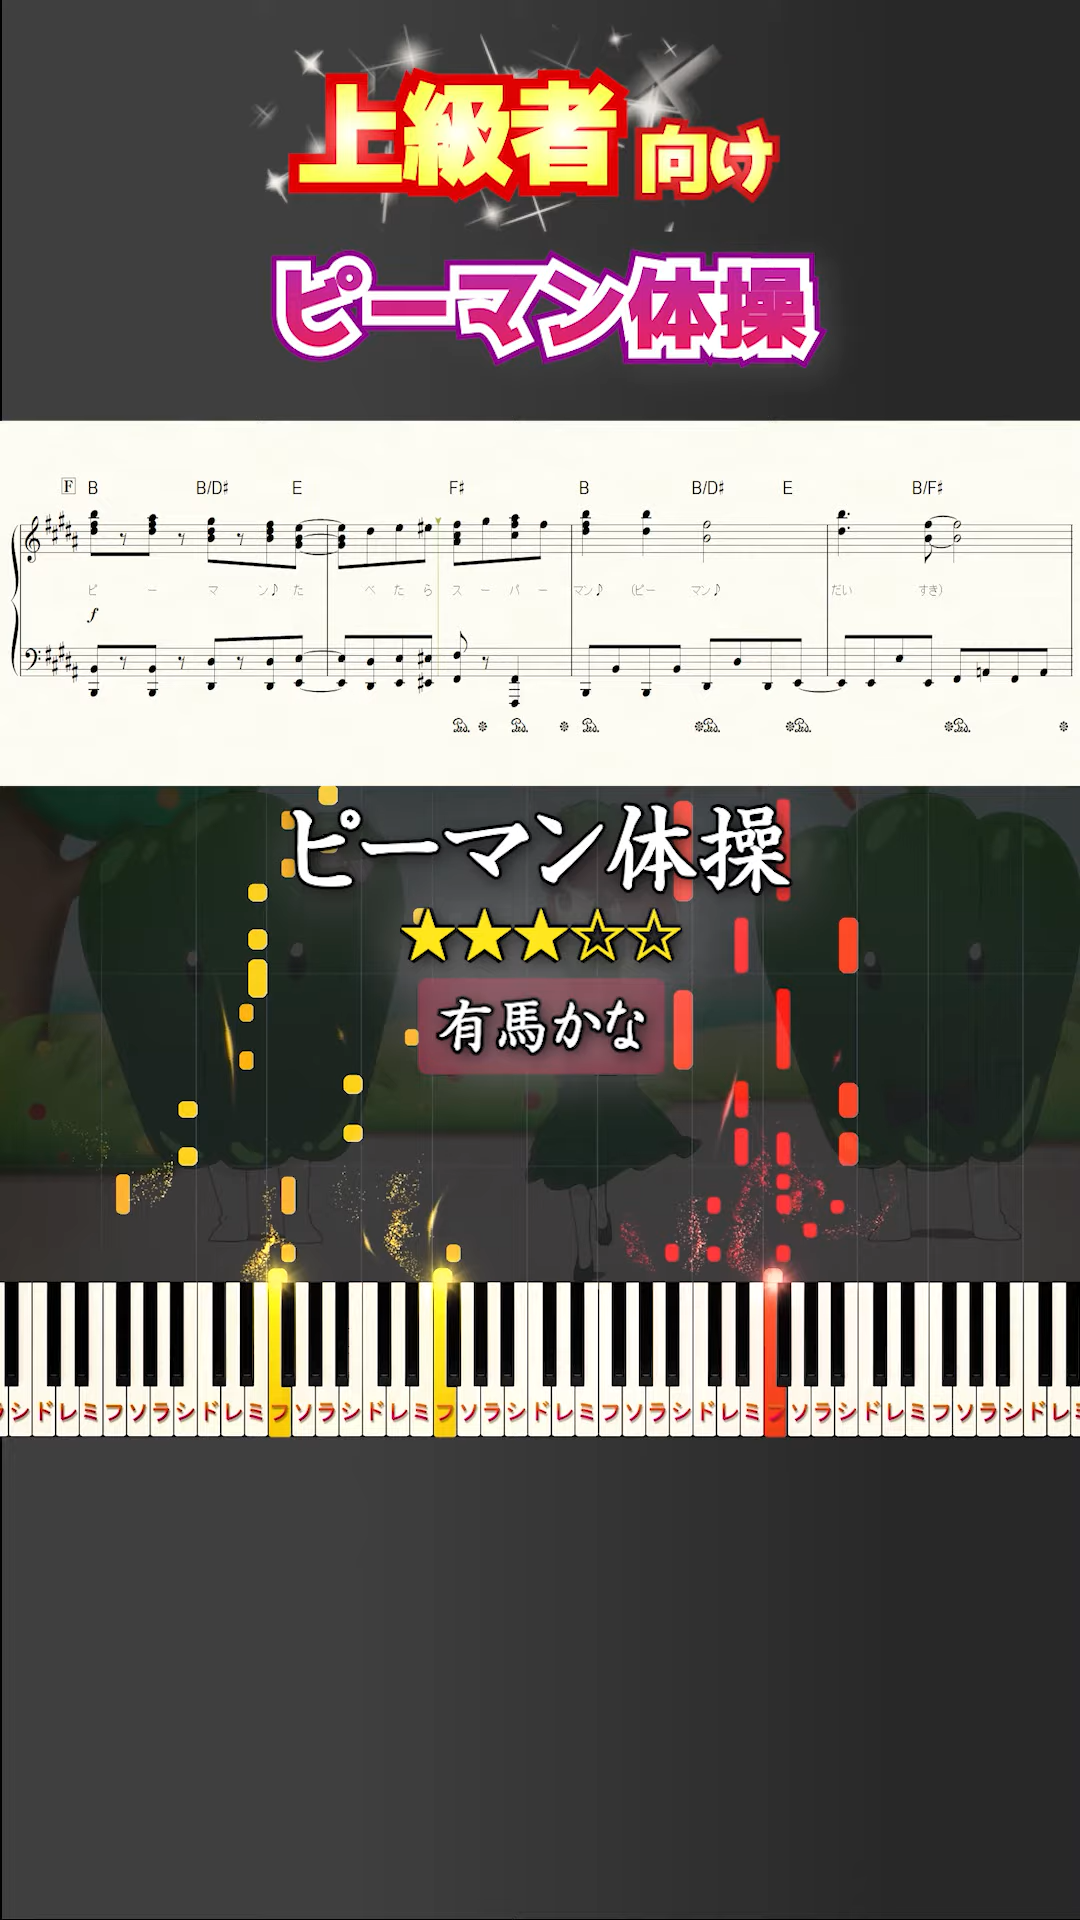 上級者 向け
ピーマン体操
F B B/D♯ E F♯ B B/D♯ E B/F♯
ピ ー マ ン♪ た べ た ら ス ー パ ー マン♪ (ピー マン♪ だい すき)
f
ピーマン体操
★★★☆☆
有馬かな
ラシドレミファソラシドレミファソラシドレミファソラシドレミファソラシドレミファソラシドレミ